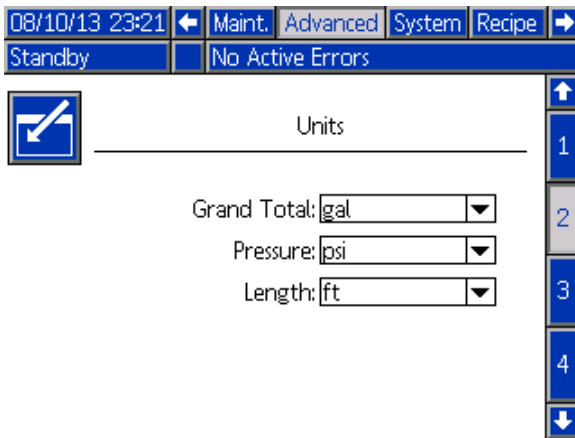 08/10/13 23:21 Maint. Advanced System Recipe
Standby No Active Errors
Units
1
Grand Total: gal
2
Pressure: psi
Length: ft
3
4